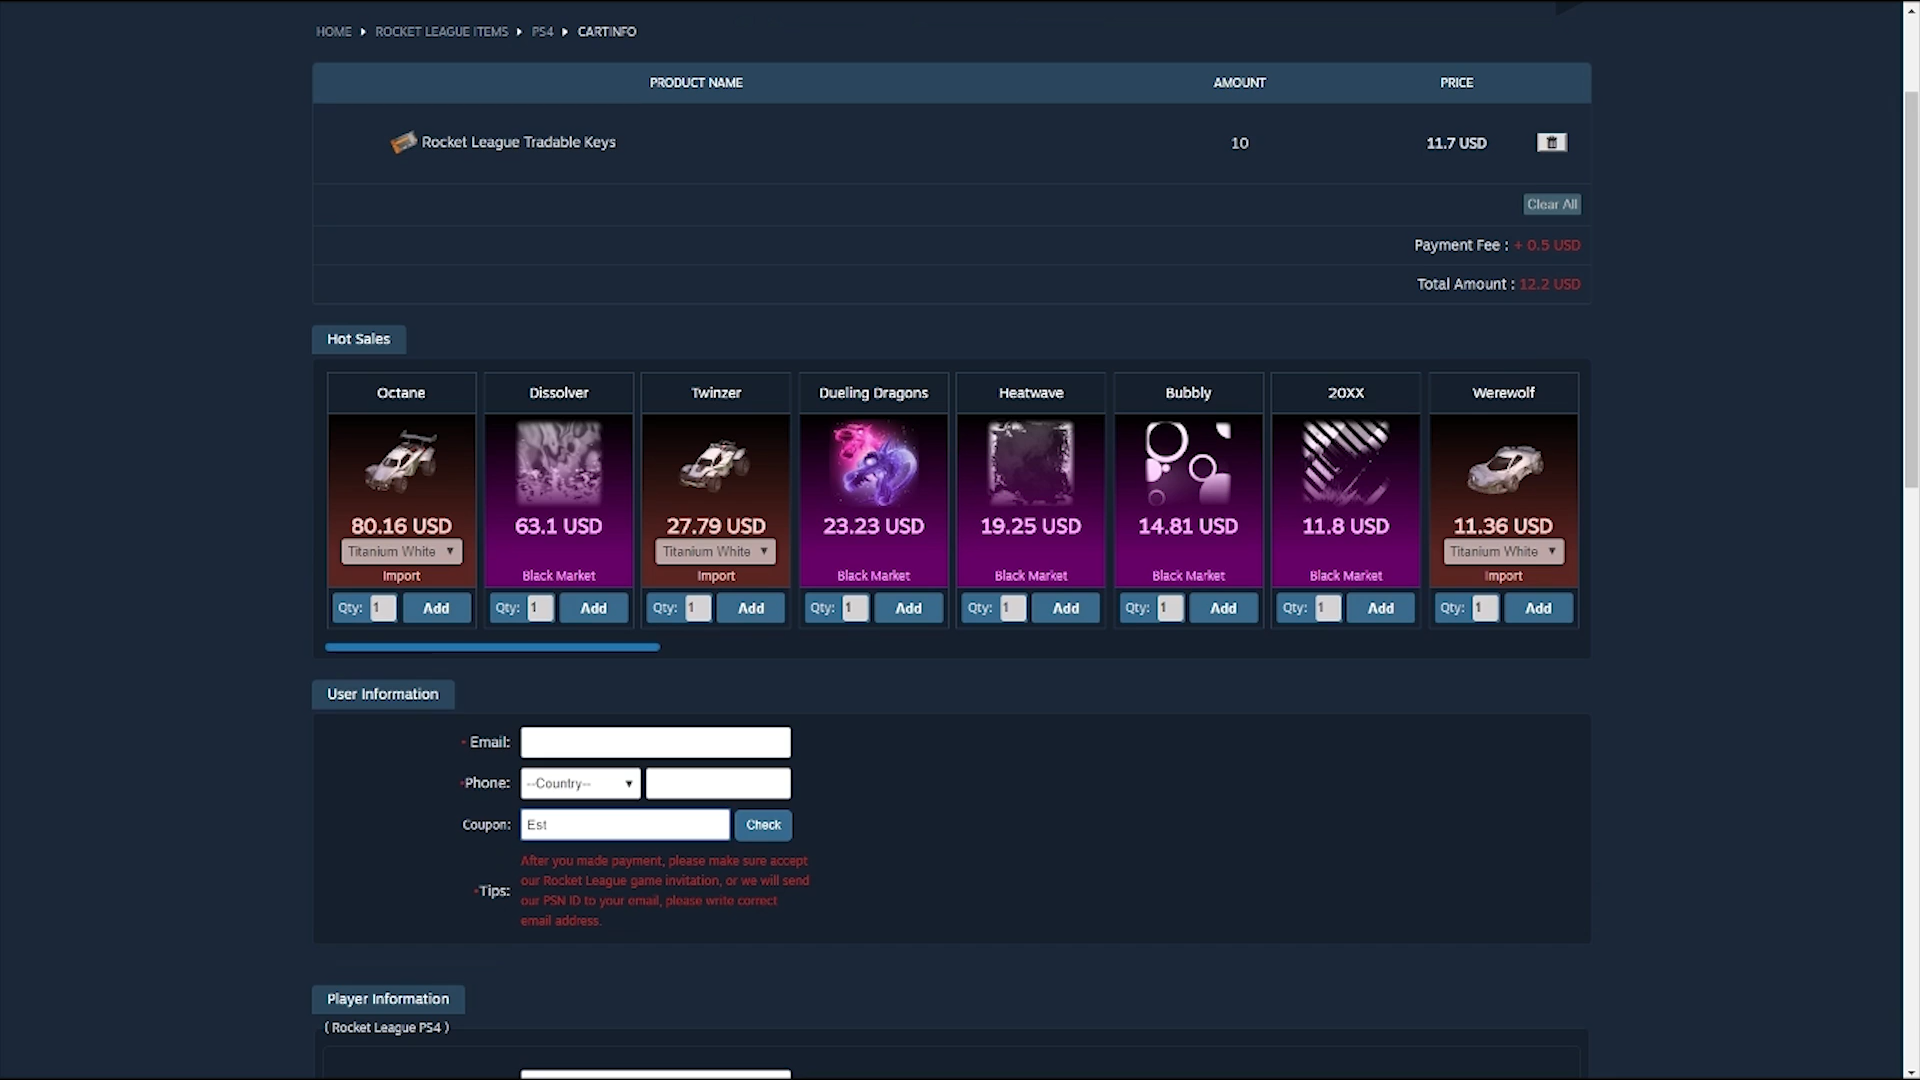 HOME ▸ ROCKET LEAGUE ITEMS ▸ PS4 ▸ CARTINFO
PRODUCT NAME AMOUNT PRICE
Rocket League Tradable Keys 10 11.7 USD
Clear All
Payment Fee : + 0.5 USD
Total Amount : 12.2 USD
Hot Sales
Octane Dissolver Twinzer Dueling Dragons Heatwave Bubbly 20XX Werewolf
80.16 USD 63.1 USD 27.79 USD 23.23 USD 19.25 USD 14.81 USD 11.8 USD 11.36 USD
Titanium White ▼ Titanium White ▼ Titanium White ▼
Import Black Market Import Black Market Black Market Black Market Black Market Import
Qty: 1 Add Qty: 1 Add Qty: 1 Add Qty: 1 Add Qty: 1 Add Qty: 1 Add Qty: 1 Add Qty: 1 Add
User Information
* Email:
*Phone: --Country-- ▼
Coupon: Est Check
*Tips: After you made payment, please make sure accept
our Rocket League game invitation, or we will send
our PSN ID to your email, please write correct
email address.
Player Information
( Rocket League PS4 )